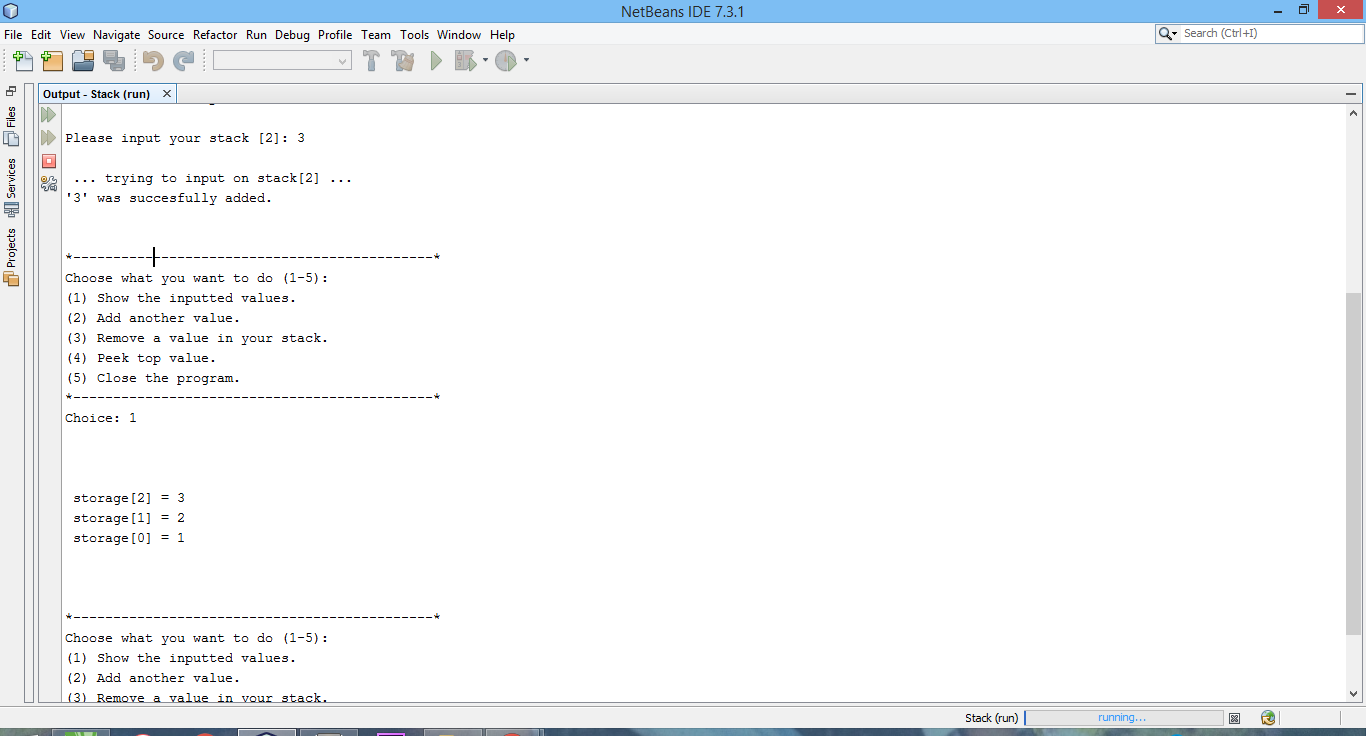 NetBeans IDE 7.3.1
File Edit View Navigate Source Refactor Run Debug Profile Team Tools Window Help
Search (Ctrl+I)
Output - Stack (run)
Files
Services
Projects
Please input your stack [2]: 3
... trying to input on stack[2] ...
'3' was succesfully added.
*---------------------------------------------*
Choose what you want to do (1-5):
(1) Show the inputted values.
(2) Add another value.
(3) Remove a value in your stack.
(4) Peek top value.
(5) Close the program.
*---------------------------------------------*
Choice: 1
storage[2] = 3
storage[1] = 2
storage[0] = 1
*---------------------------------------------*
Choose what you want to do (1-5):
(1) Show the inputted values.
(2) Add another value.
(3) Remove a value in your stack.
Stack (run)
running...